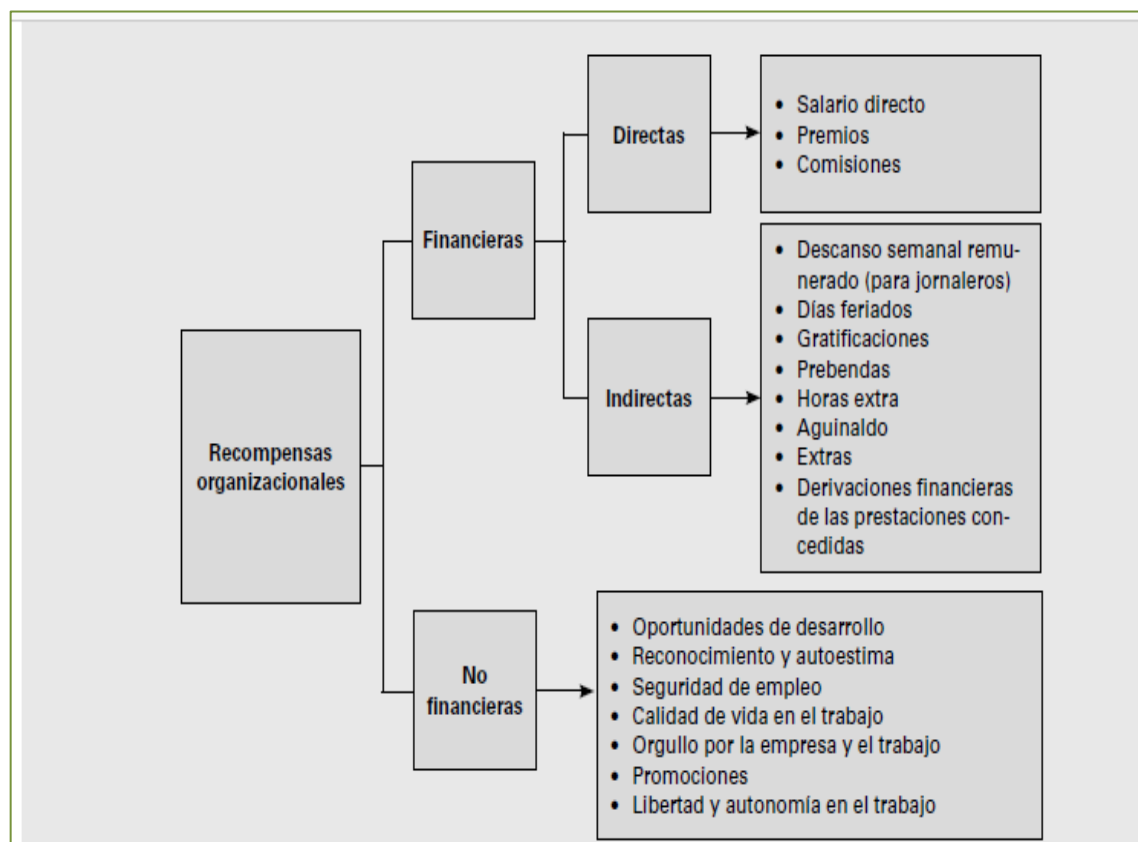 Recompensas
organizacionales
Financieras
Directas
• Salario directo
• Premios
• Comisiones
Indirectas
• Descanso semanal remu-
nerado (para jornaleros)
• Días feriados
• Gratificaciones
• Prebendas
• Horas extra
• Aguinaldo
• Extras
• Derivaciones financieras
de las prestaciones con-
cedidas
No
financieras
• Oportunidades de desarrollo
• Reconocimiento y autoestima
• Seguridad de empleo
• Calidad de vida en el trabajo
• Orgullo por la empresa y el trabajo
• Promociones
• Libertad y autonomía en el trabajo